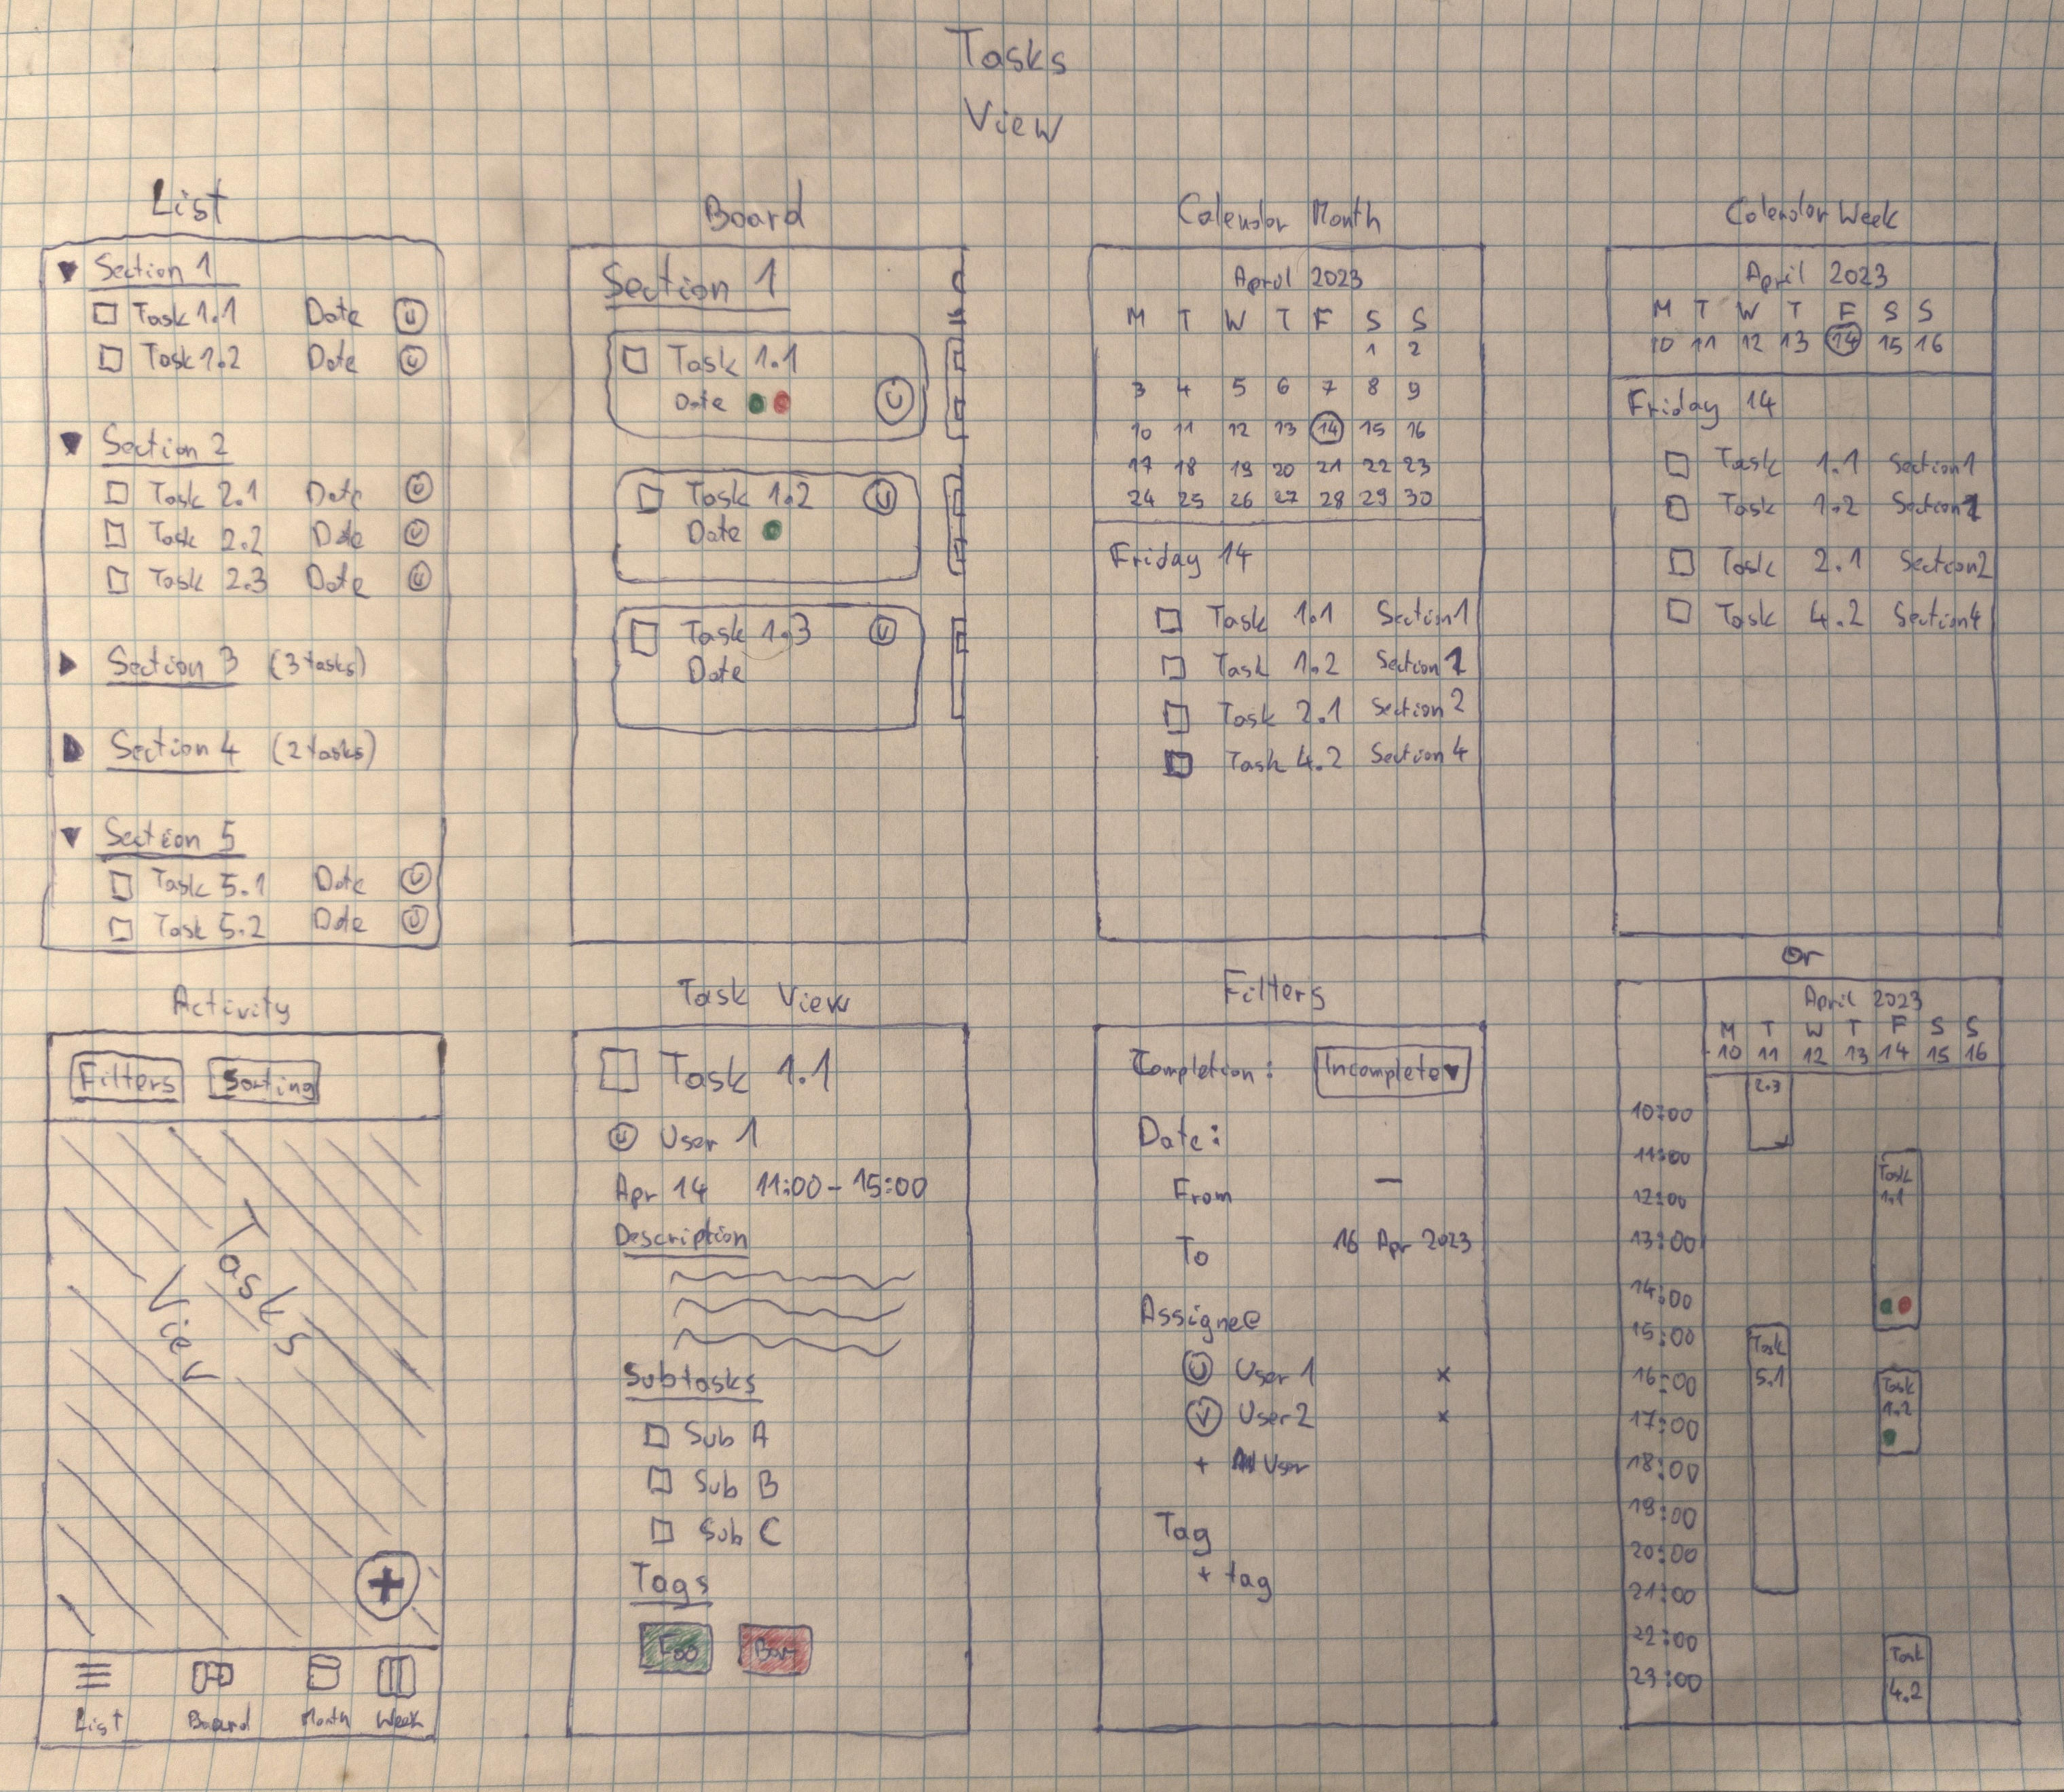 Tasks
View
List
Section 1
Task 1.1 Date U
Task 1.2 Date U
Section 2
Task 2.1 Date U
Task 2.2 Date U
Task 2.3 Date U
Section 3 (3 tasks)
Section 4 (2 tasks)
Section 5
Task 5.1 Date U
Task 5.2 Date U
Board
Section 1
Task 1.1
Date U
Task 1.2 U
Date
Task 1.3 U
Date
Calendar Month
April 2023
M T W T F S S
1 2
3 4 5 6 7 8 9
10 11 12 13 14 15 16
17 18 19 20 21 22 23
24 25 26 27 28 29 30
Friday 14
Task 1.1 Section 1
Task 1.2 Section 1
Task 2.1 Section 2
Task 4.2 Section 4
Calendar Week
April 2023
M T W T F S S
10 11 12 13 14 15 16
Friday 14
Task 1.1 Section 1
Task 1.2 Section 1
Task 2.1 Section 2
Task 4.2 Section 4
or
Activity
Filters Sorting
Tasks
View
+
List Board Month Week
Task View
Task 1.1
U User 1
Apr 14 11:00 - 15:00
Description
Subtasks
Sub A
Sub B
Sub C
Tags
Foo Bar
Filters
Completion: Incomplete
Date:
From —
To 16 Apr 2023
Assignee
U User 1 x
V User 2 x
+ User
Tag
+ tag
April 2023
M T W T F S S
10 11 12 13 14 15 16
2.3
10:00
11:00
Task
12:00 1.1
13:00
14:00
15:00
Task
16:00 5.1 Task
17:00 1.2
18:00
19:00
20:00
21:00
22:00
Task
23:00 4.2